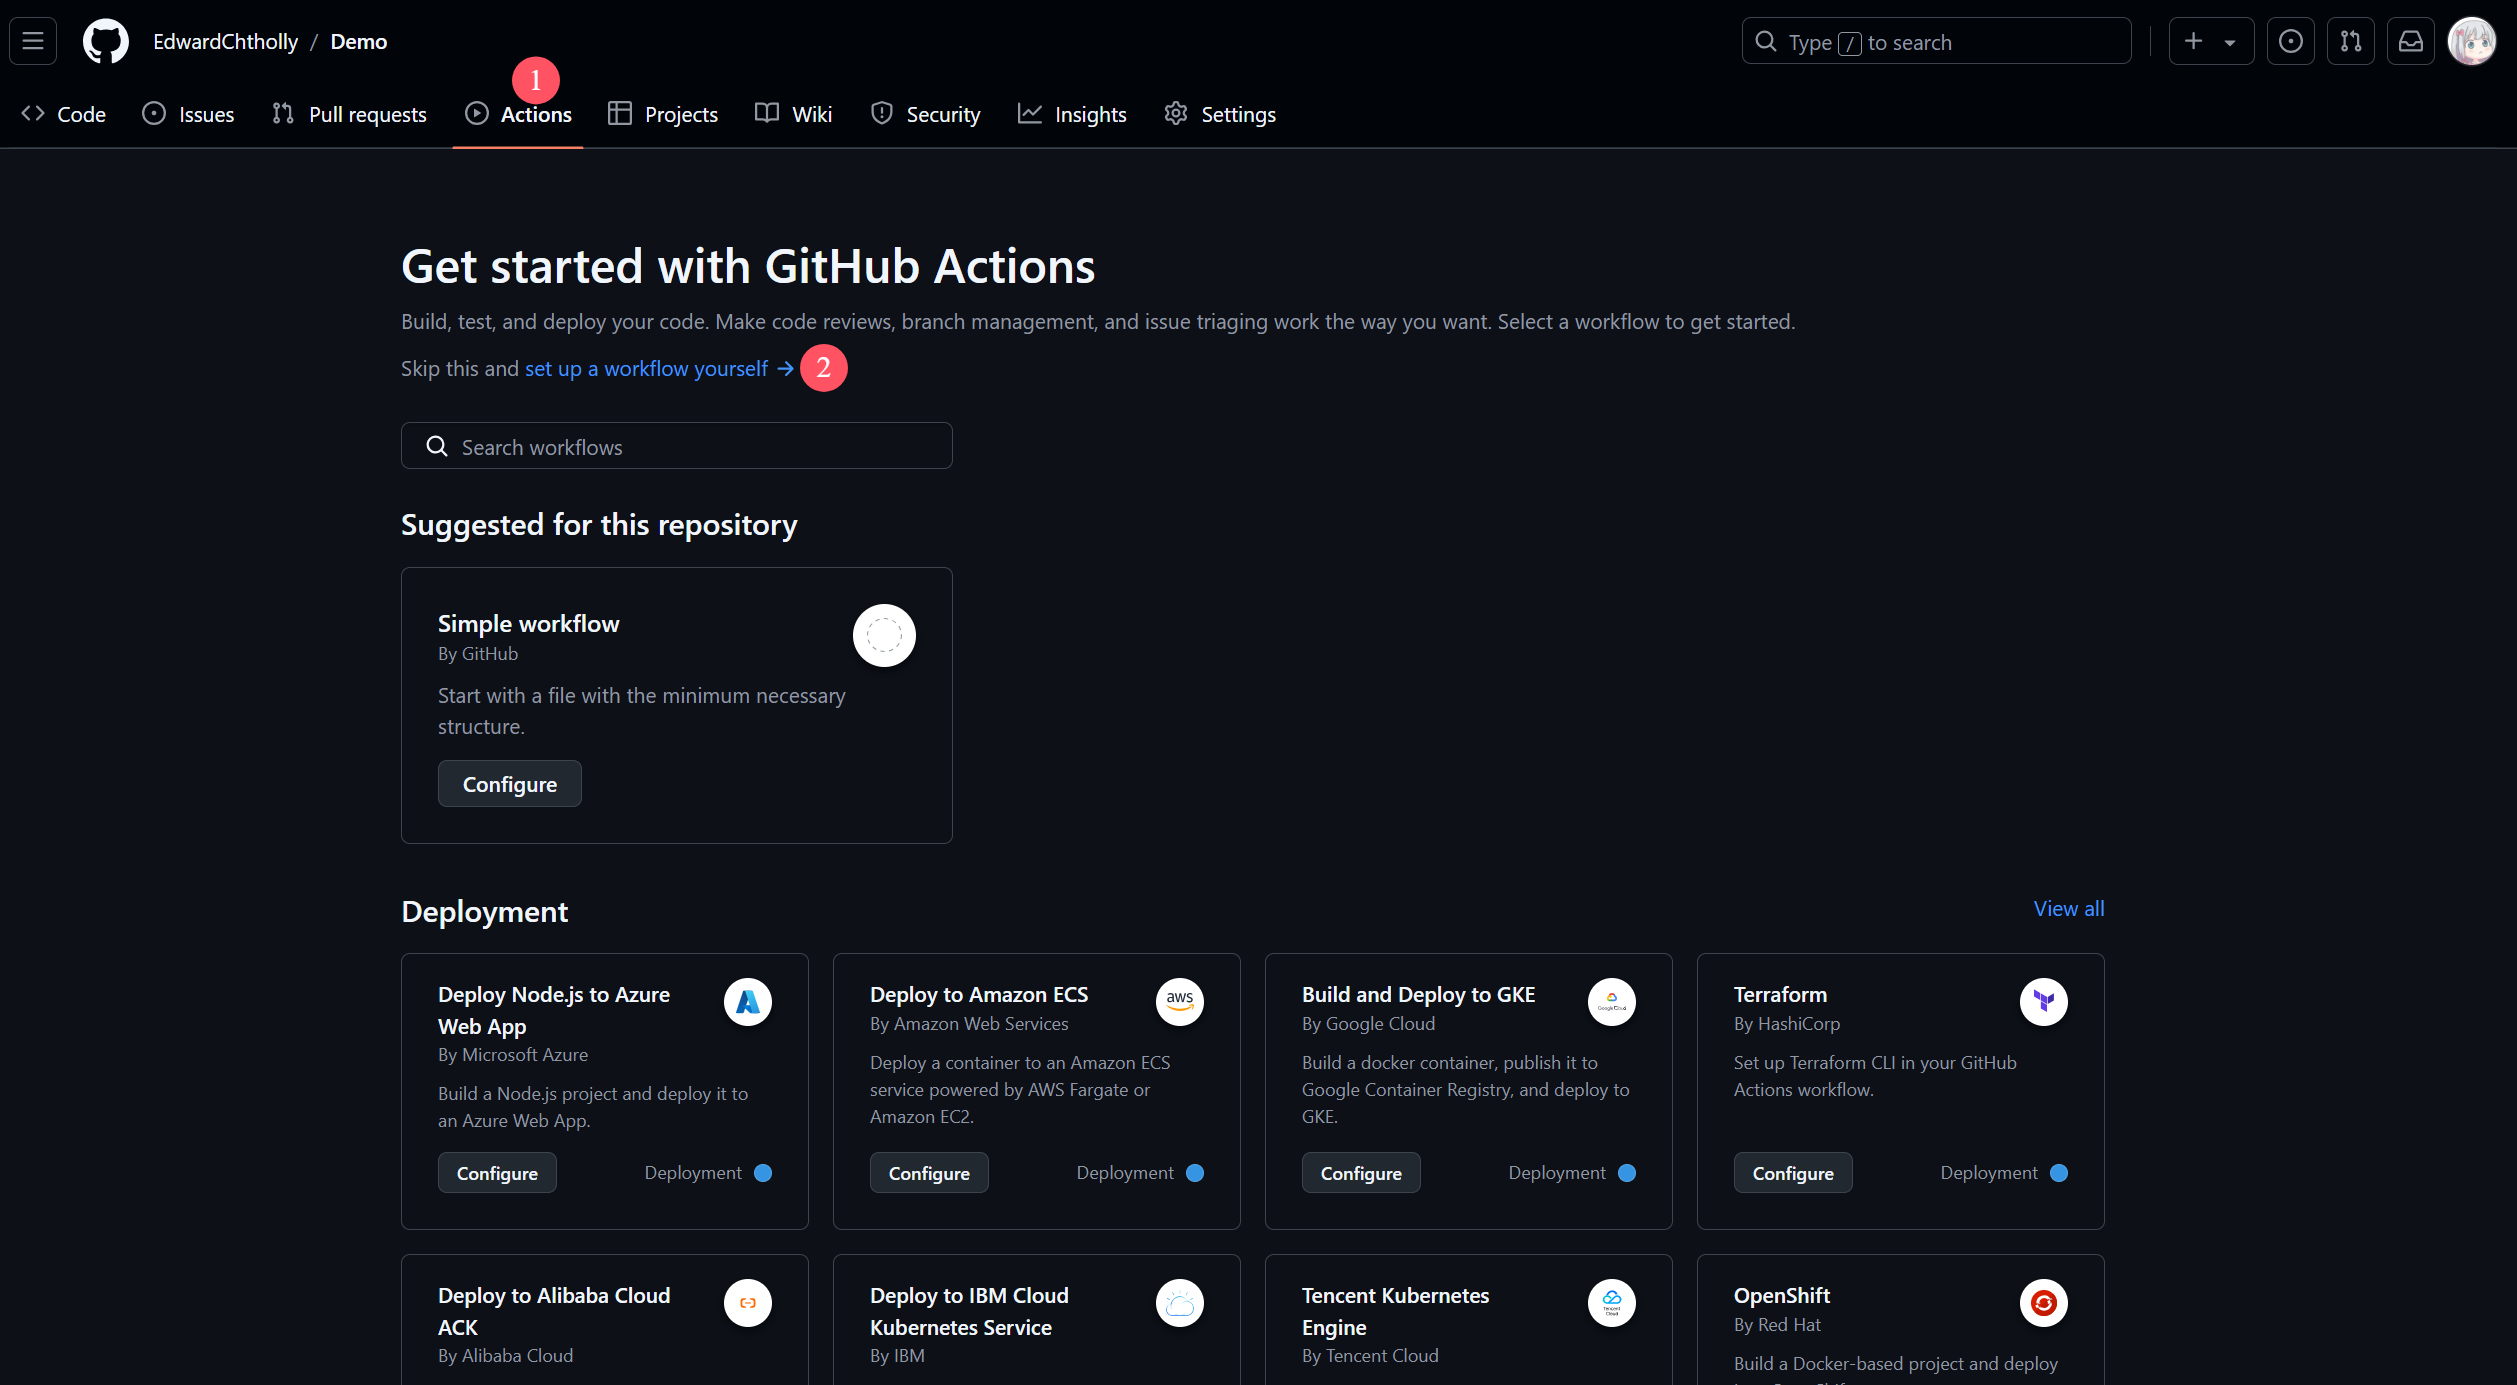 EdwardChtholly / Demo
Type / to search
1
Code Issues Pull requests Actions Projects Wiki Security Insights Settings
Get started with GitHub Actions
Build, test, and deploy your code. Make code reviews, branch management, and issue triaging work the way you want. Select a workflow to get started.
Skip this and set up a workflow yourself → 2
Search workflows
Suggested for this repository
Simple workflow
By GitHub
Start with a file with the minimum necessary
structure.
Configure
Deployment
View all
Deploy Node.js to Azure
Web App
By Microsoft Azure
Build a Node.js project and deploy it to
an Azure Web App.
Configure
Deployment
Deploy to Amazon ECS
By Amazon Web Services
aws
Deploy a container to an Amazon ECS
service powered by AWS Fargate or
Amazon EC2.
Configure
Deployment
Build and Deploy to GKE
By Google Cloud
Google Cloud
Build a docker container, publish it to
Google Container Registry, and deploy to
GKE.
Configure
Deployment
Terraform
By HashiCorp
Set up Terraform CLI in your GitHub
Actions workflow.
Configure
Deployment
Deploy to Alibaba Cloud
ACK
By Alibaba Cloud
Deploy to IBM Cloud
Kubernetes Service
By IBM
Tencent Kubernetes
Engine
By Tencent Cloud
Tencent
Cloud
OpenShift
By Red Hat
Build a Docker-based project and deploy